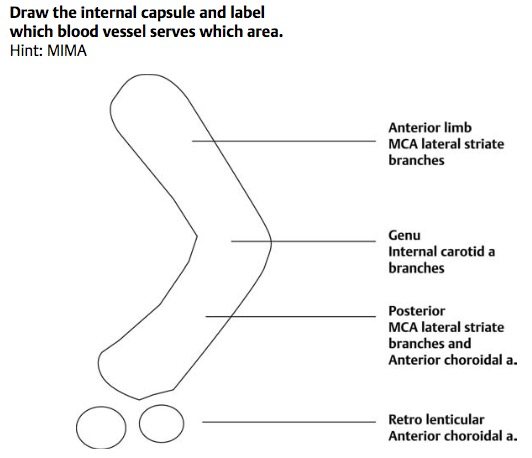 Draw the internal capsule and label
which blood vessel serves which area.
Hint: MIMA
Anterior limb
MCA lateral striate
branches
Genu
Internal carotid a
branches
Posterior
MCA lateral striate
branches and
Anterior choroidal a.
Retro lenticular
Anterior choroidal a.